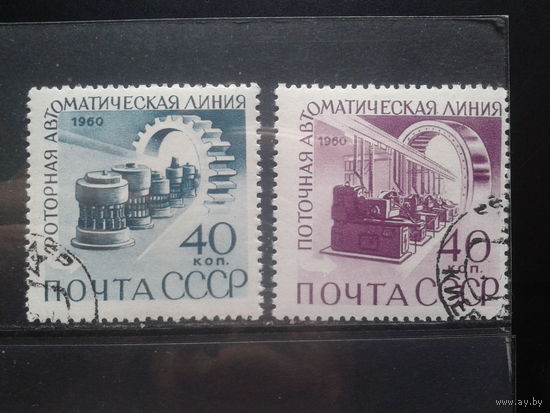 РОТОРНАЯ АВТОМАТИЧЕСКАЯ ЛИНИЯ
1960
40
КОП.
ПОЧТА СССР
ПОТОЧНАЯ АВТОМАТИЧЕСКАЯ ЛИНИЯ
1960
40
КОП.
ПОЧТА СССР
www.ay.by